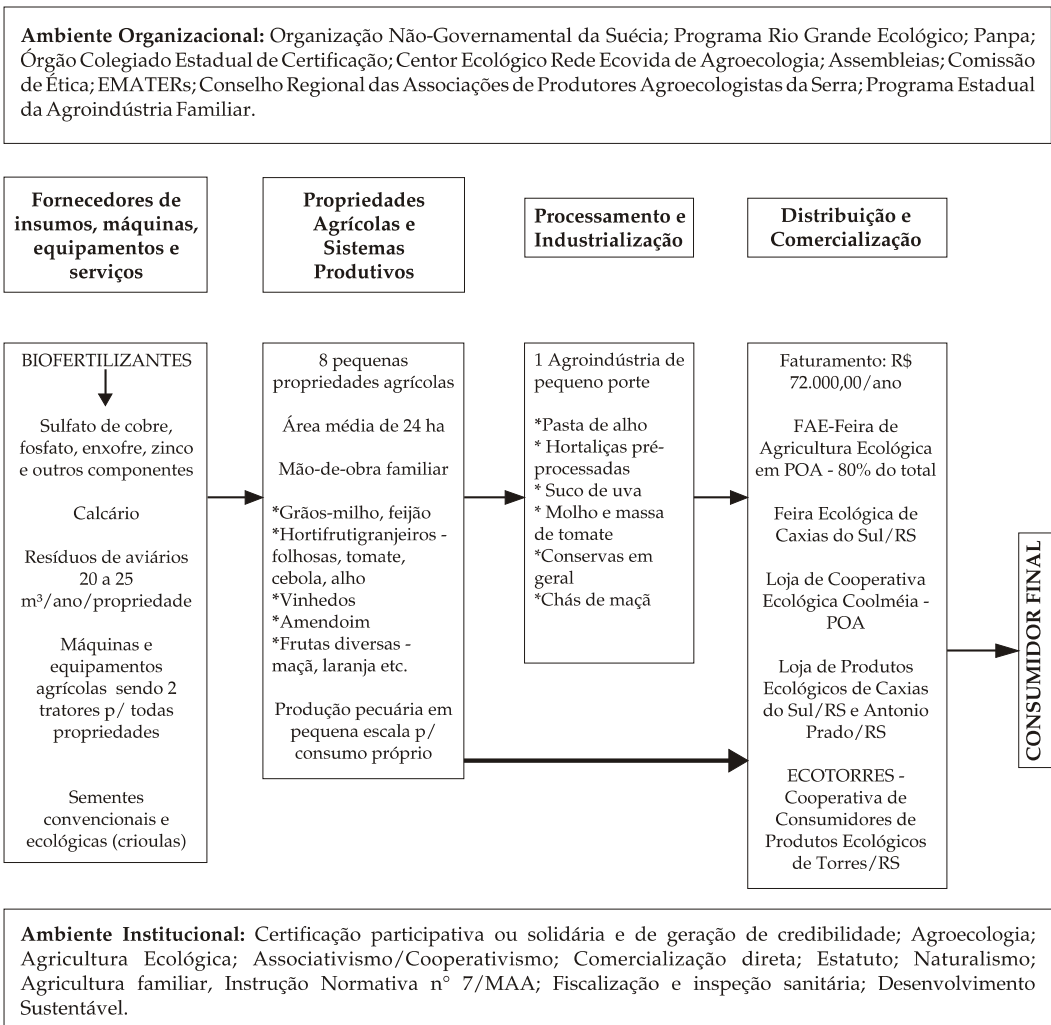 Ambiente Organizacional: Organização Não-Governamental da Suécia; Programa Rio Grande Ecológico; Panpa;
Órgão Colegiado Estadual de Certificação; Centor Ecológico Rede Ecovida de Agroecologia; Assembleias; Comissão
de Ética; EMATERs; Conselho Regional das Associações de Produtores Agroecologistas da Serra; Programa Estadual
da Agroindústria Familiar.
Fornecedores de
insumos, máquinas,
equipamentos e
serviços
Propriedades
Agrícolas e
Sistemas
Produtivos
Processamento e
Industrialização
Distribuição e
Comercialização
BIOFERTILIZANTES
Sulfato de cobre,
fosfato, enxofre, zinco
e outros componentes
Calcário
Resíduos de aviários
20 a 25
m³/ano/propriedade
Máquinas e
equipamentos
agrícolas sendo 2
tratores p/ todas
propriedades
Sementes
convencionais e
ecológicas (crioulas)
8 pequenas
propriedades agrícolas
Área média de 24 ha
Mão-de-obra familiar
*Grãos-milho, feijão
*Hortifrutigranjeiros -
folhosas, tomate,
cebola, alho
*Vinhedos
*Amendoim
*Frutas diversas -
maçã, laranja etc.
Produção pecuária em
pequena escala p/
consumo próprio
1 Agroindústria de
pequeno porte
*Pasta de alho
* Hortaliças pré-
processadas
* Suco de uva
* Molho e massa
de tomate
*Conservas em
geral
*Chás de maçã
Faturamento: R$
72.000,00/ano
FAE-Feira de
Agricultura Ecológica
em POA - 80% do total
Feira Ecológica de
Caxias do Sul/RS
Loja de Cooperativa
Ecológica Coolméia -
POA
Loja de Produtos
Ecológicos de Caxias
do Sul/RS e Antonio
Prado/RS
ECOTORRES -
Cooperativa de
Consumidores de
Produtos Ecológicos
de Torres/RS
CONSUMIDOR FINAL
Ambiente Institucional: Certificação participativa ou solidária e de geração de credibilidade; Agroecologia;
Agricultura Ecológica; Associativismo/Cooperativismo; Comercialização direta; Estatuto; Naturalismo;
Agricultura familiar, Instrução Normativa n° 7/MAA; Fiscalização e inspeção sanitária; Desenvolvimento
Sustentável.